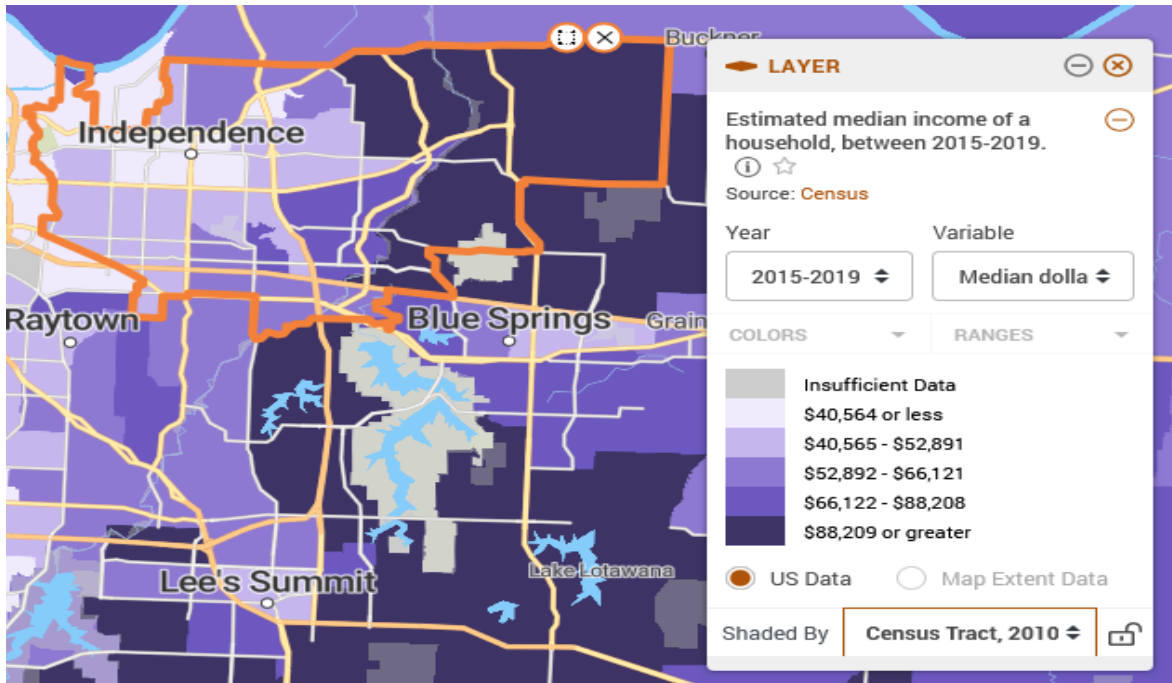 Buckner
Independence
Raytown
Blue Springs
Grain
Lee's Summit
Lake Lotawana
LAYER
Estimated median income of a
household, between 2015-2019.
Source: Census
Year
Variable
2015-2019
Median dolla
COLORS
RANGES
Insufficient Data
$40,564 or less
$40,565 - $52,891
$52,892 - $66,121
$66,122 - $88,208
$88,209 or greater
US Data
Map Extent Data
Shaded By
Census Tract, 2010